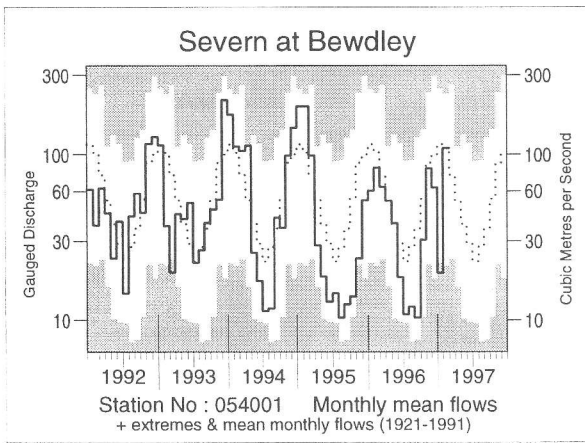 Severn at Bewdley
300
100
60
30
10
Gauged Discharge
300
100
60
30
10
Cubic Metres per Second
1992 1993 1994 1995 1996 1997
Station No : 054001 Monthly mean flows
+ extremes & mean monthly flows (1921-1991)